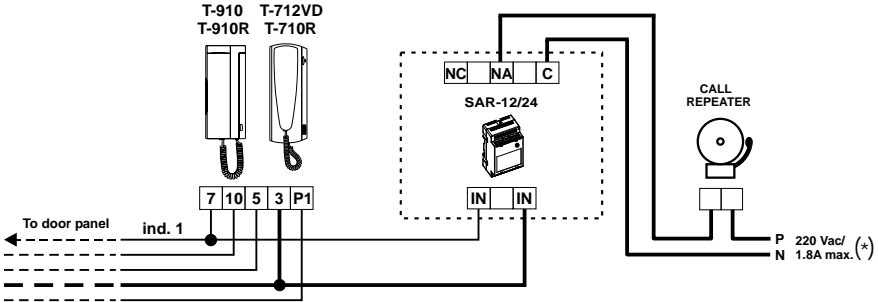 T-910 T-712VD
T-910R T-710R
NC NA C
SAR-12/24
CALL
REPEATER
7 10 5 3 P1
IN IN
To door panel
ind. 1
P 220 Vac/
N 1.8A max.
(*)